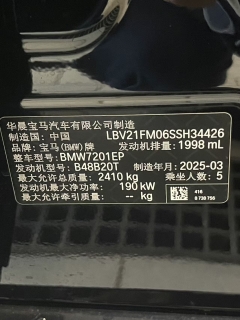 华晨宝马汽车有限公司制造
制造国：中国 LBV21FM06SSH34426
品牌：宝马(BMW) 发动机排量：1998 mL
整车型号：BMW7201EP
发动机型号：B48B20T 制造年月：2025-03
最大允许总质量：2410 kg 乘坐人数：5
发动机最大净功率：190 kW
最大允许牵引质量：-- kg
416
8 738 756